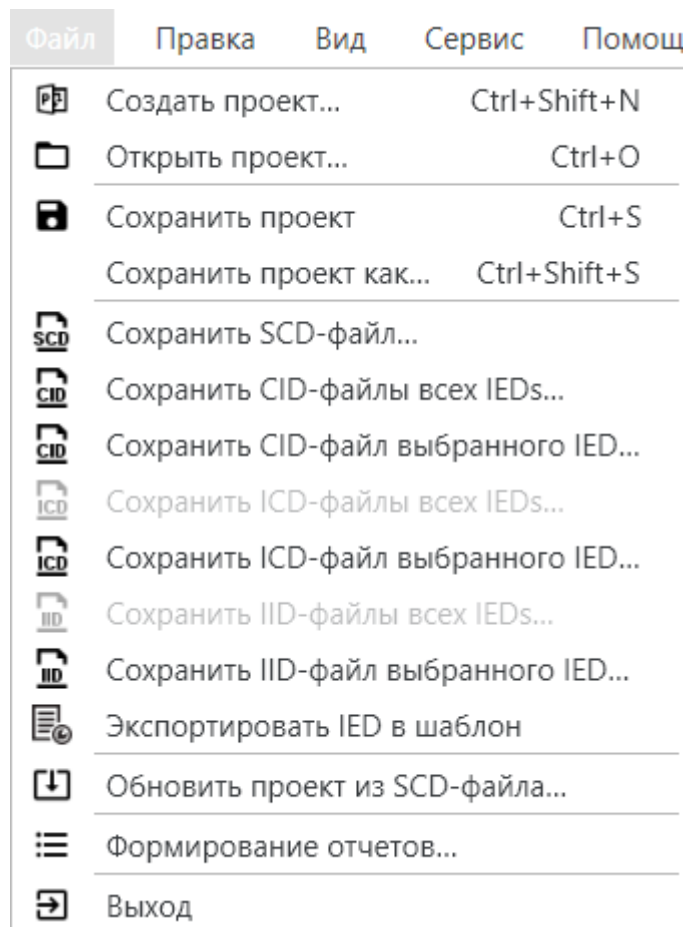 Файл Правка Вид Сервис Помощ
Создать проект... Ctrl+Shift+N
Открыть проект... Ctrl+O
Сохранить проект Ctrl+S
Сохранить проект как... Ctrl+Shift+S
SCD Сохранить SCD-файл...
CID Сохранить CID-файлы всех IEDs...
CID Сохранить CID-файл выбранного IED...
ICD Сохранить ICD-файлы всех IEDs...
ICD Сохранить ICD-файл выбранного IED...
IID Сохранить IID-файлы всех IEDs...
IID Сохранить IID-файл выбранного IED...
Экспортировать IED в шаблон
Обновить проект из SCD-файла...
Формирование отчетов...
Выход